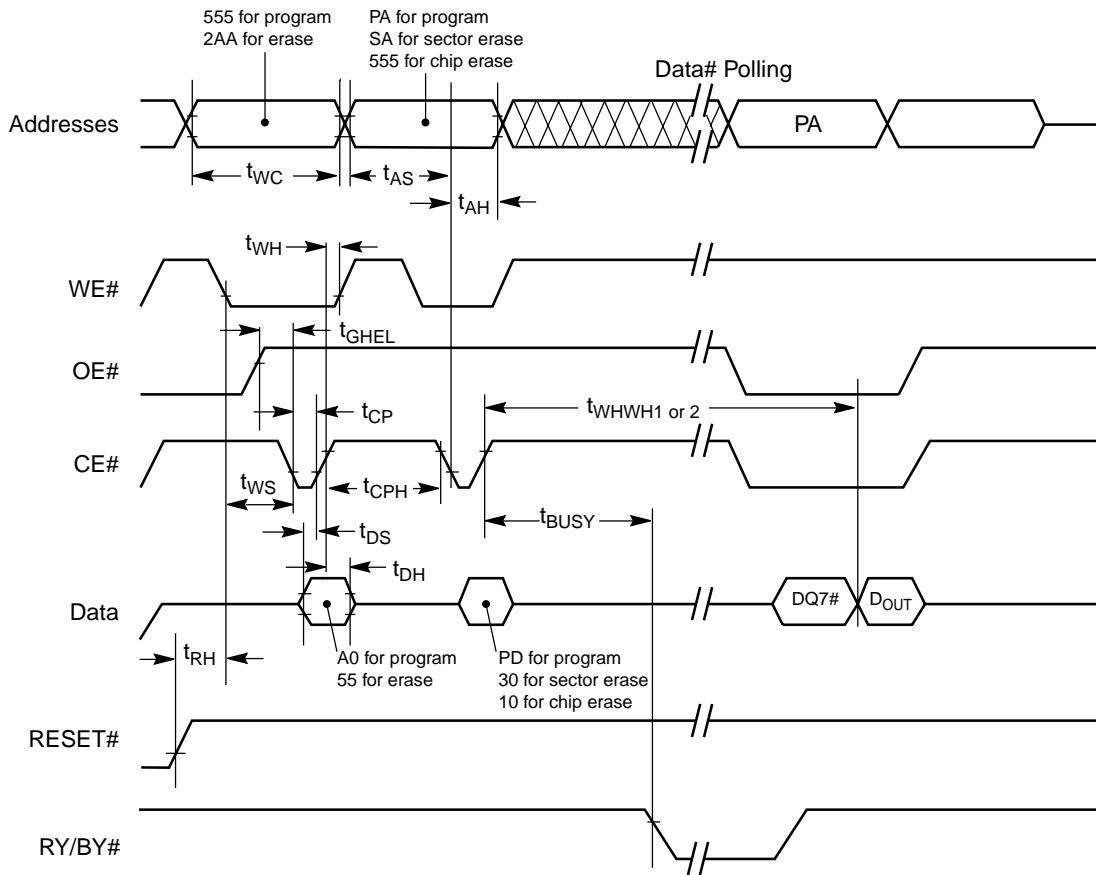 555 for program
2AA for erase
PA for program
SA for sector erase
555 for chip erase
Data# Polling
Addresses
PA
tWC
tAS
tAH
tWH
WE#
tGHEL
OE#
tCP
tWHWH1 or 2
CE#
tWS
tCPH
tBUSY
tDS
tDH
Data
DQ7#
DOUT
tRH
A0 for program
55 for erase
PD for program
30 for sector erase
10 for chip erase
RESET#
RY/BY#